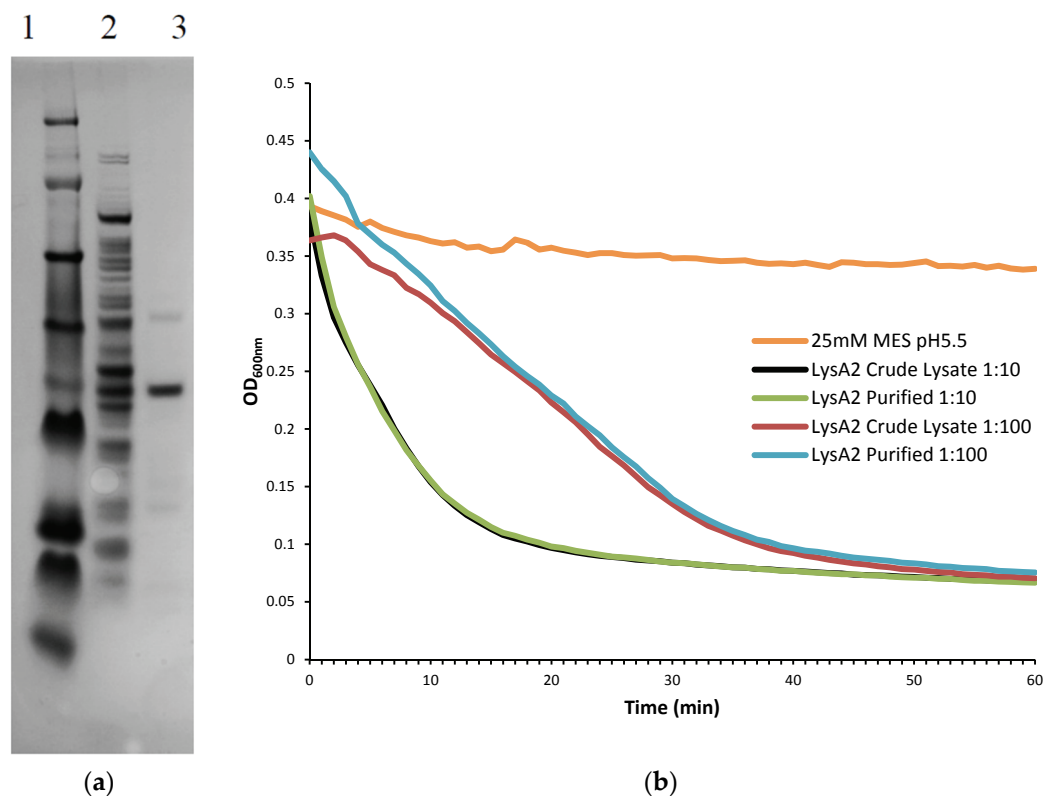 1 2 3
0.5
0.45
0.4
0.35
0.3
0.25
0.2
0.15
0.1
0.05
0
OD600nm
0 10 20 30 40 50 60
Time (min)
25mM MES pH5.5
LysA2 Crude Lysate 1:10
LysA2 Purified 1:10
LysA2 Crude Lysate 1:100
LysA2 Purified 1:100
(a) (b)